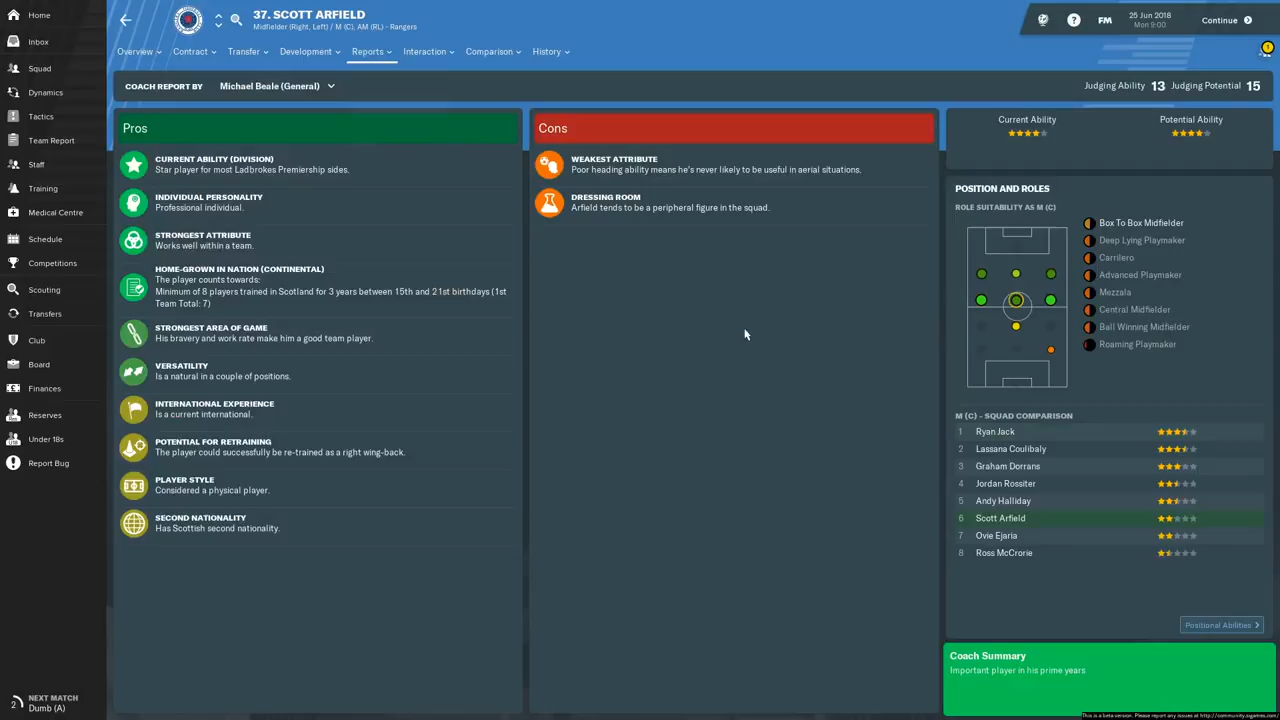 Home
Inbox
Squad
Dynamics
Tactics
Team Report
Staff
Training
Medical Centre
Schedule
Competitions
Scouting
Transfers
Club
Board
Finances
Reserves
Under 18s
Report Bug
2
NEXT MATCH
Dumb (A)
37. SCOTT ARFIELD
Midfielder (Right, Left) / M (C), AM (RL) - Rangers
FM
25 Jun 2018
Mon 9:00
Continue
Overview
Contract
Transfer
Development
Reports
Interaction
Comparison
History
COACH REPORT BY
Michael Beale (General)
Judging Ability 13 Judging Potential 15
Pros
CURRENT ABILITY (DIVISION)
Star player for most Ladbrokes Premiership sides.
INDIVIDUAL PERSONALITY
Professional individual.
STRONGEST ATTRIBUTE
Works well within a team.
HOME-GROWN IN NATION (CONTINENTAL)
The player counts towards:
Minimum of 8 players trained in Scotland for 3 years between 15th and 21st birthdays (1st
Team Total: 7)
STRONGEST AREA OF GAME
His bravery and work rate make him a good team player.
VERSATILITY
Is a natural in a couple of positions.
INTERNATIONAL EXPERIENCE
Is a current international.
POTENTIAL FOR RETRAINING
The player could successfully be re-trained as a right wing-back.
PLAYER STYLE
Considered a physical player.
SECOND NATIONALITY
Has Scottish second nationality.
Cons
WEAKEST ATTRIBUTE
Poor heading ability means he's never likely to be useful in aerial situations.
DRESSING ROOM
Arfield tends to be a peripheral figure in the squad.
Current Ability
Potential Ability
POSITION AND ROLES
ROLE SUITABILITY AS M (C)
Box To Box Midfielder
Deep Lying Playmaker
Carrilero
Advanced Playmaker
Mezzala
Central Midfielder
Ball Winning Midfielder
Roaming Playmaker
M (C) - SQUAD COMPARISON
1 Ryan Jack
2 Lassana Coulibaly
3 Graham Dorrans
4 Jordan Rossiter
5 Andy Halliday
6 Scott Arfield
7 Ovie Ejaria
8 Ross McCrorie
Positional Abilities
Coach Summary
Important player in his prime years
This is a beta version. Please report any issues at http://community.sigames.com/